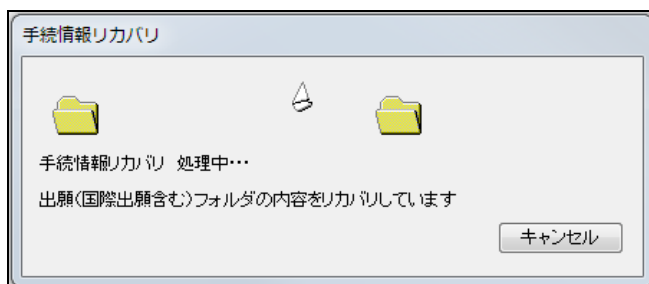 手続情報リカバリ
手続情報リカバリ 処理中…
出願(国際出願含む)フォルダの内容をリカバリしています
キャンセル